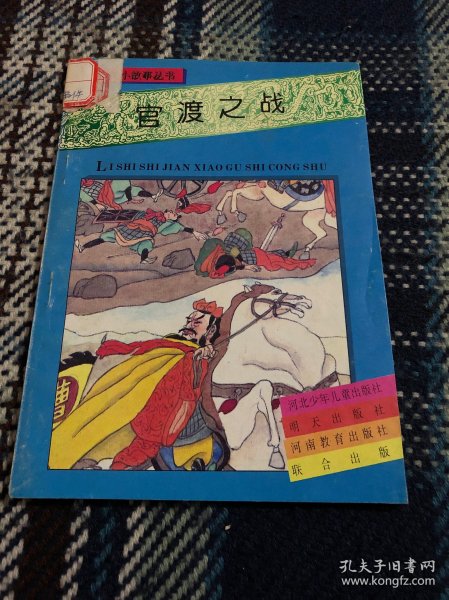 小故事丛书
官渡之战
LI SHI SHI JIAN XIAO GU SHI CONG SHU
曹
河北少年儿童出版社
明天出版社
河南教育出版社
联合出版
孔夫子旧书网
www.kongfz.com